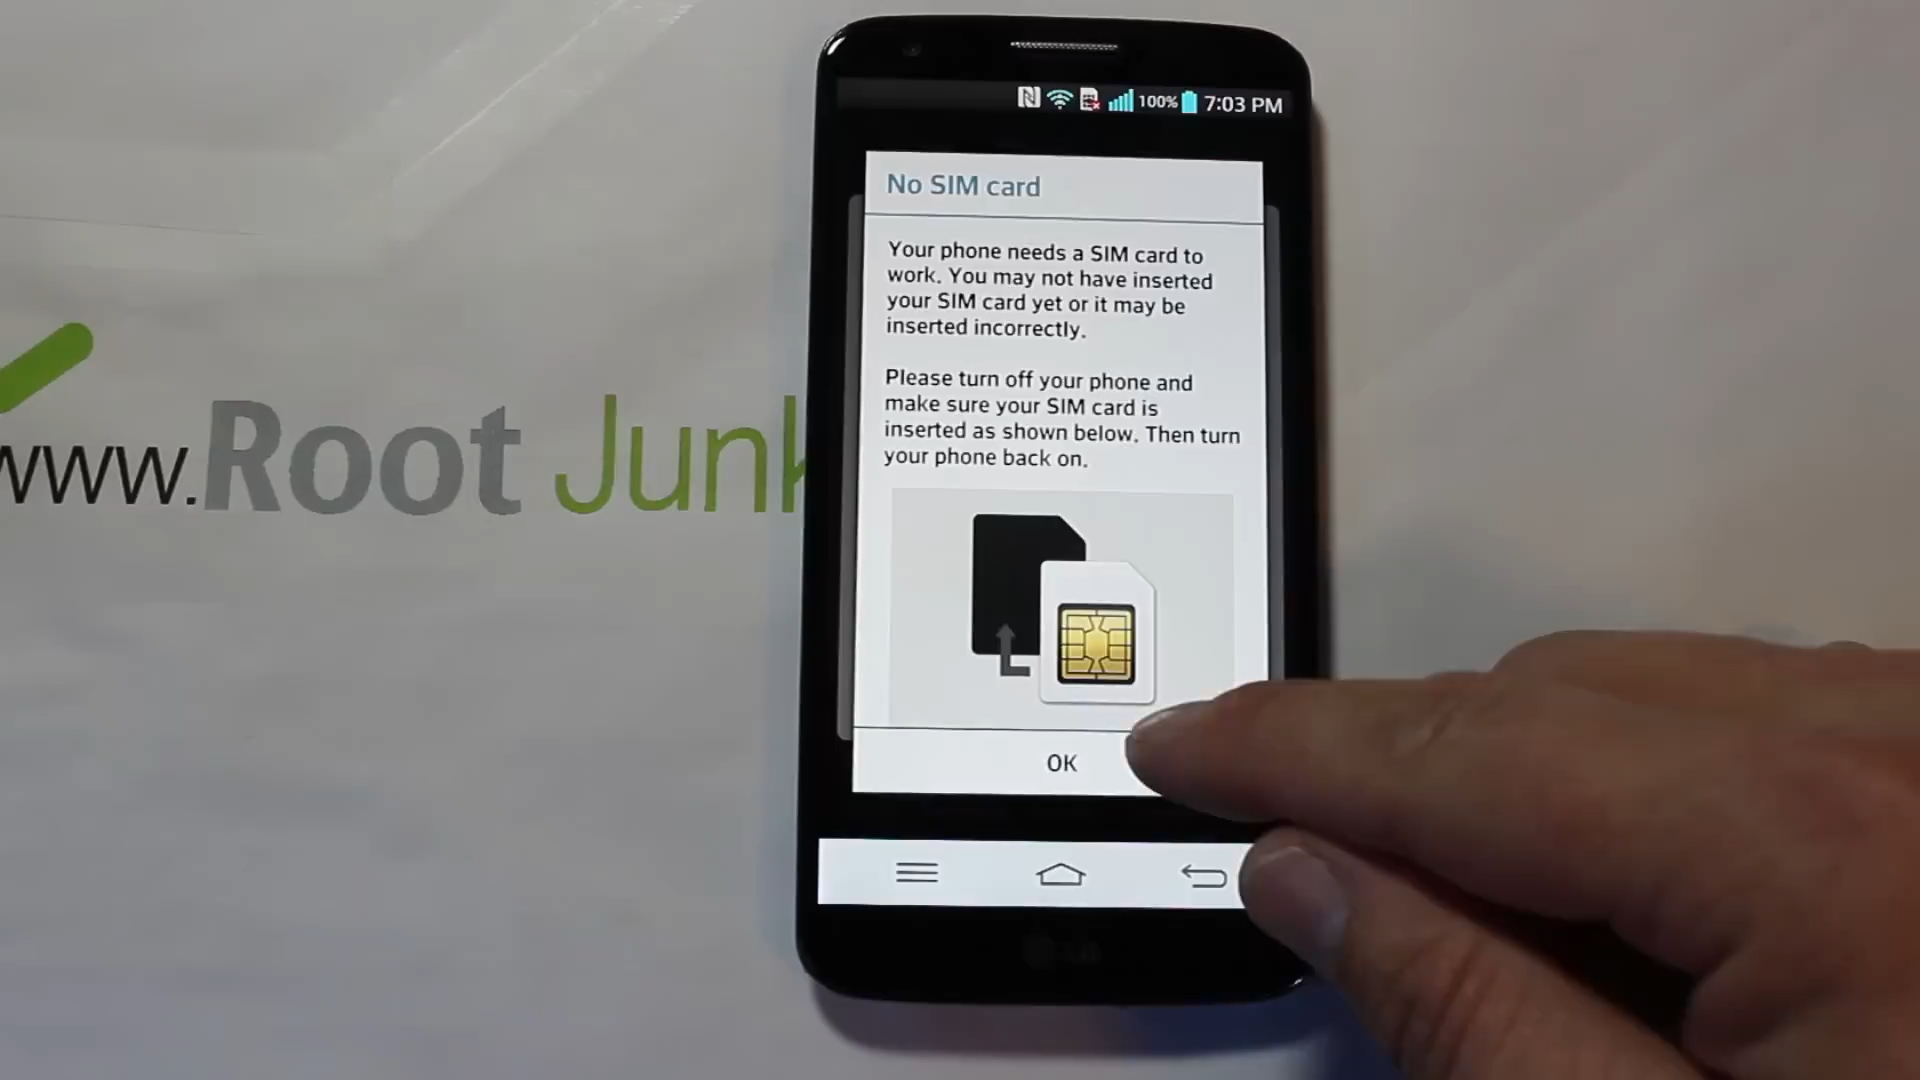 100% 7:03 PM
No SIM card
Your phone needs a SIM card to
work. You may not have inserted
your SIM card yet or it may be
inserted incorrectly.
Please turn off your phone and
make sure your SIM card is
inserted as shown below. Then turn
your phone back on.
OK
LG
www.Root Junk